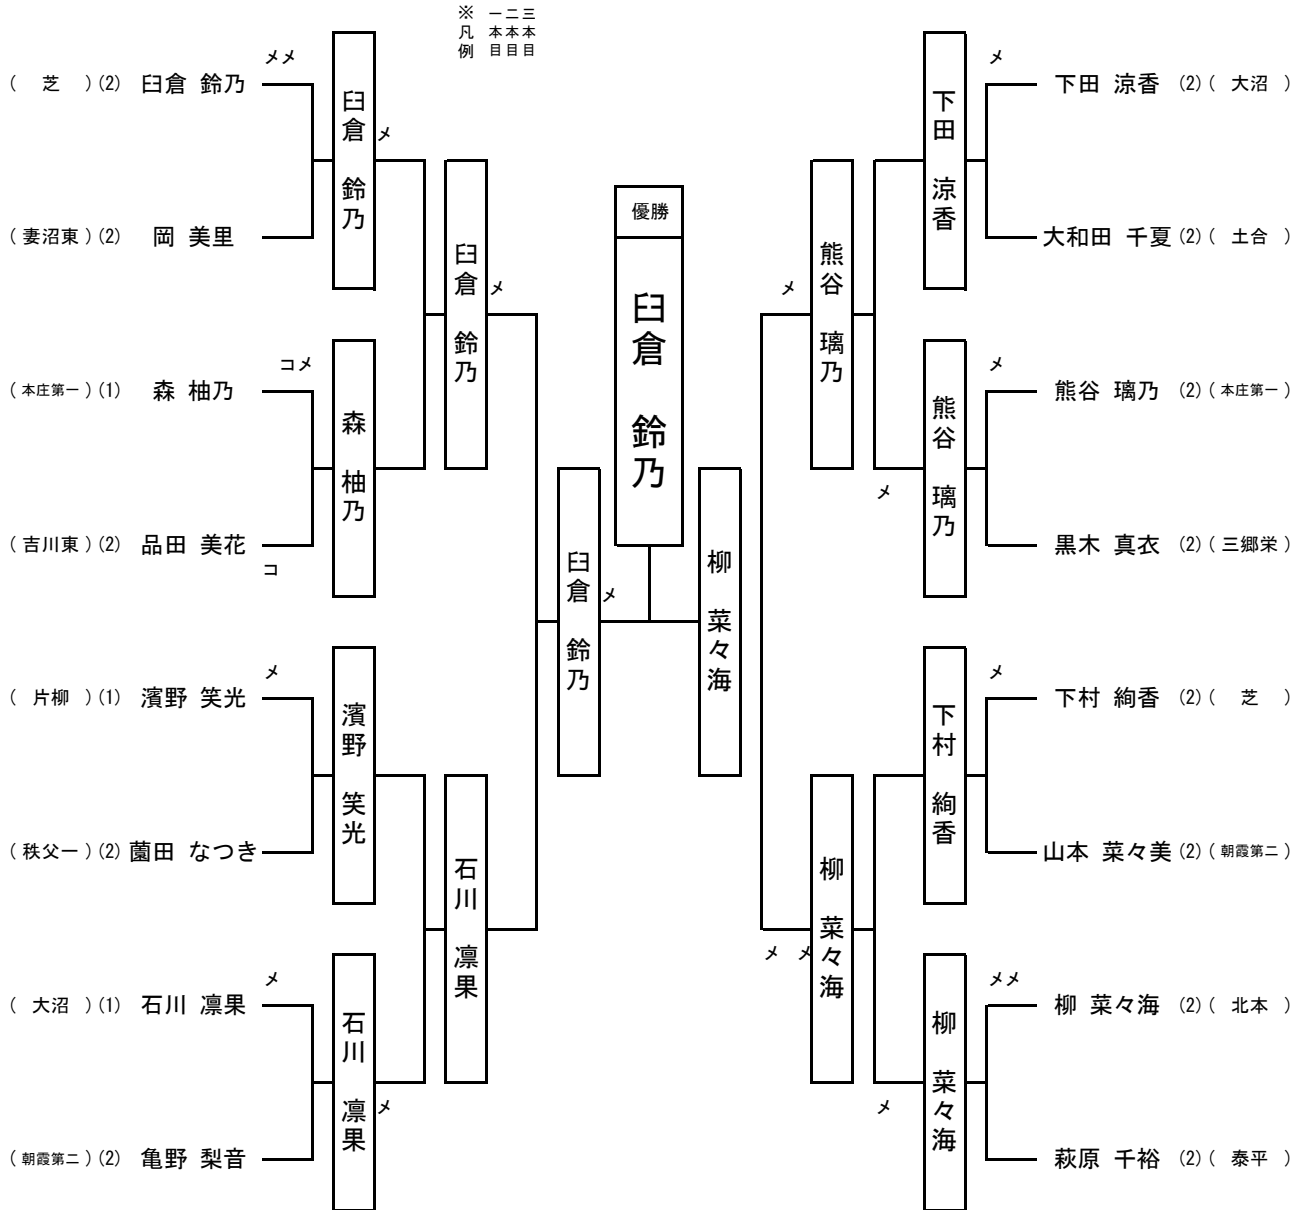 ※凡例
一本目
二本目
三本目
優勝
臼倉 鈴乃
( 芝 ) (2) 臼倉 鈴乃 メメ
( 妻沼東 ) (2) 岡 美里
( 本庄第一 ) (1) 森 柚乃 コメ
( 吉川東 ) (2) 品田 美花 コ
( 片柳 ) (1) 濱野 笑光 メ
( 秩父一 ) (2) 薗田 なつき
( 大沼 ) (1) 石川 凛果 メ
( 朝霞第二 ) (2) 亀野 梨音
臼倉 鈴乃 メ
森 柚乃
濱野 笑光
石川 凛果 メ
臼倉 鈴乃 メ
石川 凛果
臼倉 鈴乃 メ
柳 菜々海
メ 熊谷 璃乃
メ メ 柳 菜々海
下田 涼香
メ 熊谷 璃乃
下村 絢香
メ 柳 菜々海
メ 下田 涼香 (2) ( 大沼 )
大和田 千夏 (2) ( 土合 )
メ 熊谷 璃乃 (2) ( 本庄第一 )
黒木 真衣 (2) ( 三郷栄 )
メ 下村 絢香 (2) ( 芝 )
山本 菜々美 (2) ( 朝霞第二 )
メメ 柳 菜々海 (2) ( 北本 )
萩原 千裕 (2) ( 泰平 )